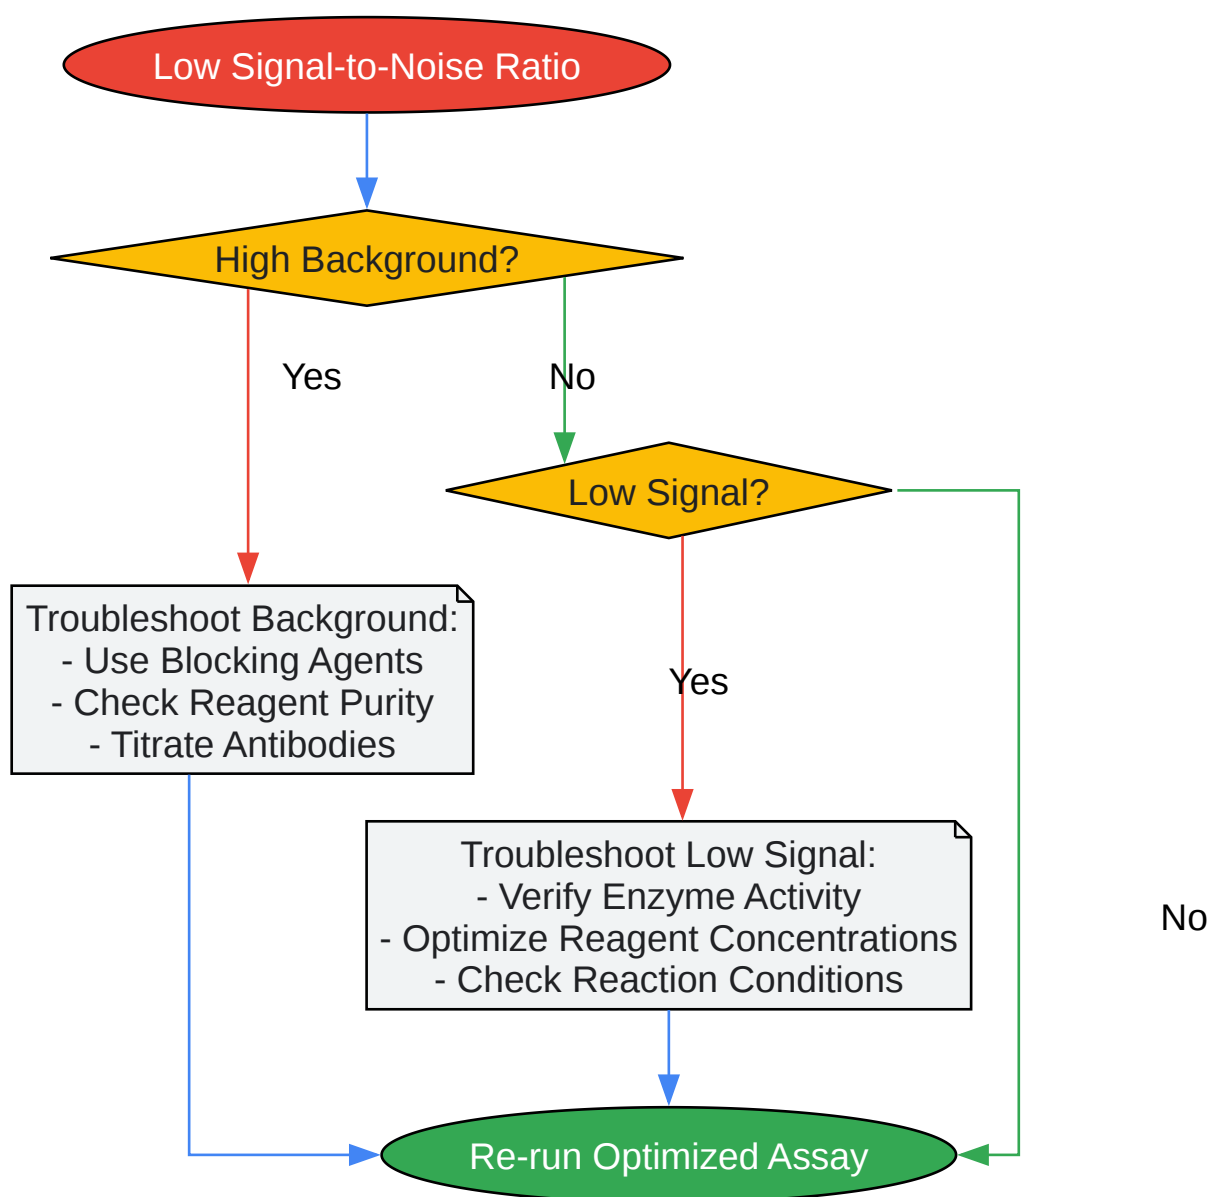 Low Signal-to-Noise Ratio
High Background?
Yes
No
Low Signal?
Troubleshoot Background:
- Use Blocking Agents
- Check Reagent Purity
- Titrate Antibodies
Yes
Troubleshoot Low Signal:
- Verify Enzyme Activity
- Optimize Reagent Concentrations
- Check Reaction Conditions
No
Re-run Optimized Assay